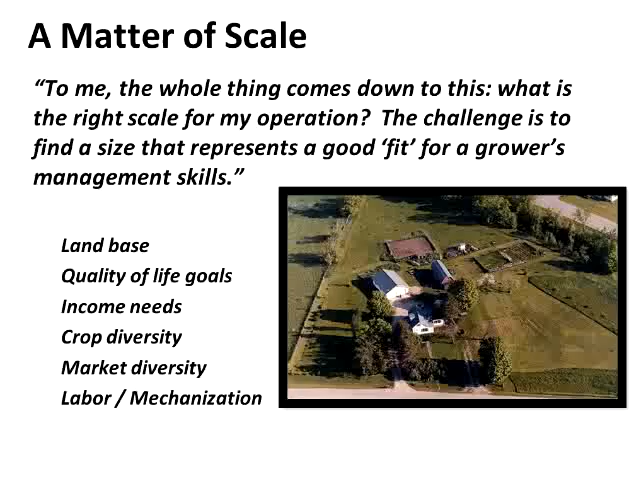 A Matter of Scale
“To me, the whole thing comes down to this: what is
the right scale for my operation?  The challenge is to
find a size that represents a good ‘fit’ for a grower’s
management skills.”
Land base
Quality of life goals
Income needs
Crop diversity
Market diversity
Labor / Mechanization